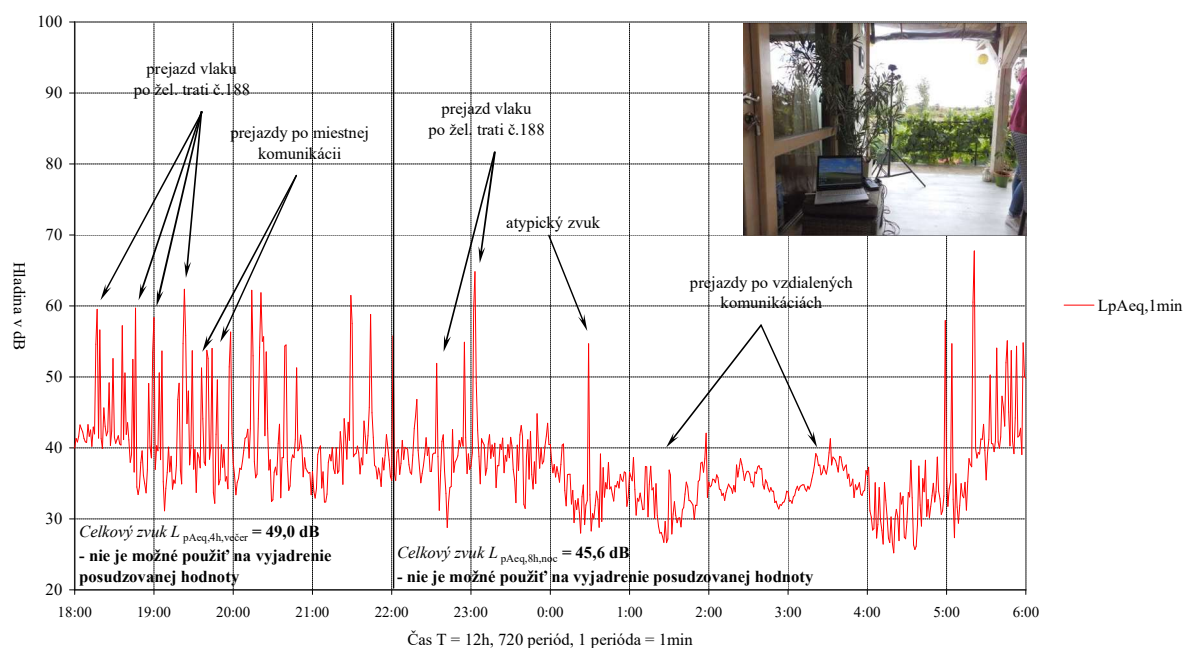 100
90
80
70
60
50
40
30
20
Hladina v dB
prejazd vlaku
po žel. trati č.188
prejazdy po miestnej
komunikácii
prejazd vlaku
po žel. trati č.188
atypický zvuk
prejazdy po vzdialených
komunikáciách
LpAeq,1min
Celkový zvuk L pAeq,4h,večer = 49,0 dB
- nie je možné použiť na vyjadrenie
posudzovanej hodnoty
Celkový zvuk L pAeq,8h,noc = 45,6 dB
- nie je možné použiť na vyjadrenie posudzovanej hodnoty
18:00 19:00 20:00 21:00 22:00 23:00 0:00 1:00 2:00 3:00 4:00 5:00 6:00
Čas T = 12h, 720 periód, 1 perióda = 1min